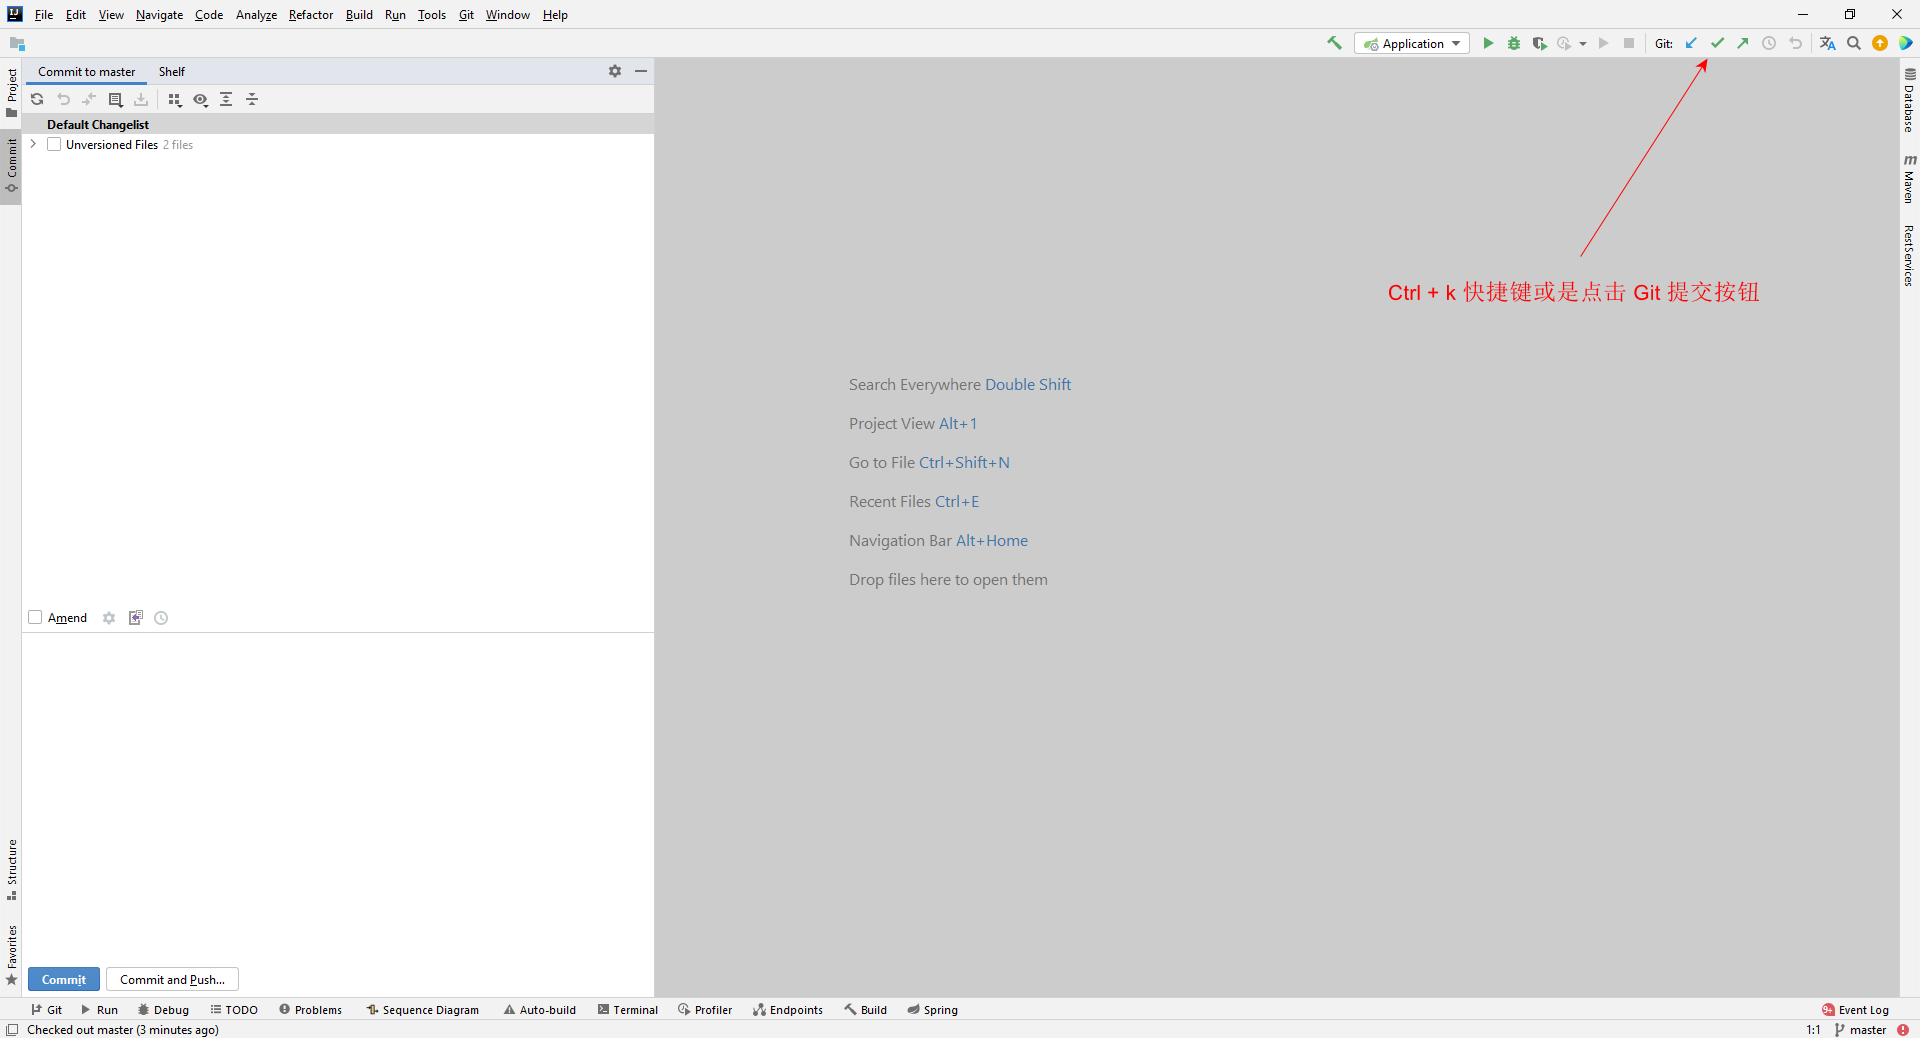 File Edit View Navigate Code Analyze Refactor Build Run Tools Git Window Help
Application Git:
Commit to master Shelf
Default Changelist
Unversioned Files 2 files
Project
Commit
Structure
Favorites
Database
Maven
RestServices
Ctrl + k 快捷键或是点击 Git 提交按钮
Search Everywhere Double Shift
Project View Alt+1
Go to File Ctrl+Shift+N
Recent Files Ctrl+E
Navigation Bar Alt+Home
Drop files here to open them
Amend
Commit Commit and Push...
Git Run Debug TODO Problems Sequence Diagram Auto-build Terminal Profiler Endpoints Build Spring 9+ Event Log
Checked out master (3 minutes ago) 1:1 master